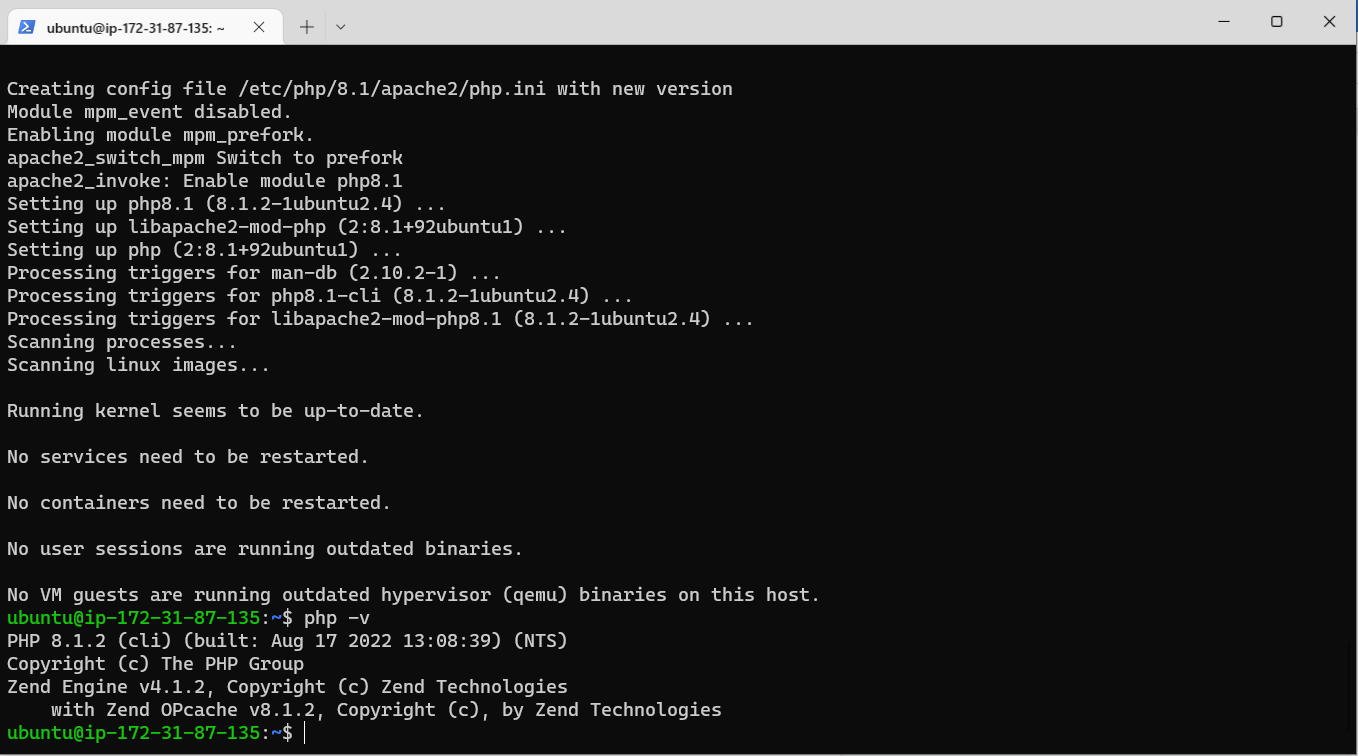 ubuntu@ip-172-31-87-135: ~
Creating config file /etc/php/8.1/apache2/php.ini with new version
Module mpm_event disabled.
Enabling module mpm_prefork.
apache2_switch_mpm Switch to prefork
apache2_invoke: Enable module php8.1
Setting up php8.1 (8.1.2-1ubuntu2.4) ...
Setting up libapache2-mod-php (2:8.1+92ubuntu1) ...
Setting up php (2:8.1+92ubuntu1) ...
Processing triggers for man-db (2.10.2-1) ...
Processing triggers for php8.1-cli (8.1.2-1ubuntu2.4) ...
Processing triggers for libapache2-mod-php8.1 (8.1.2-1ubuntu2.4) ...
Scanning processes...
Scanning linux images...
Running kernel seems to be up-to-date.
No services need to be restarted.
No containers need to be restarted.
No user sessions are running outdated binaries.
No VM guests are running outdated hypervisor (qemu) binaries on this host.
ubuntu@ip-172-31-87-135:~$ php -v
PHP 8.1.2 (cli) (built: Aug 17 2022 13:08:39) (NTS)
Copyright (c) The PHP Group
Zend Engine v4.1.2, Copyright (c) Zend Technologies
    with Zend OPcache v8.1.2, Copyright (c), by Zend Technologies
ubuntu@ip-172-31-87-135:~$